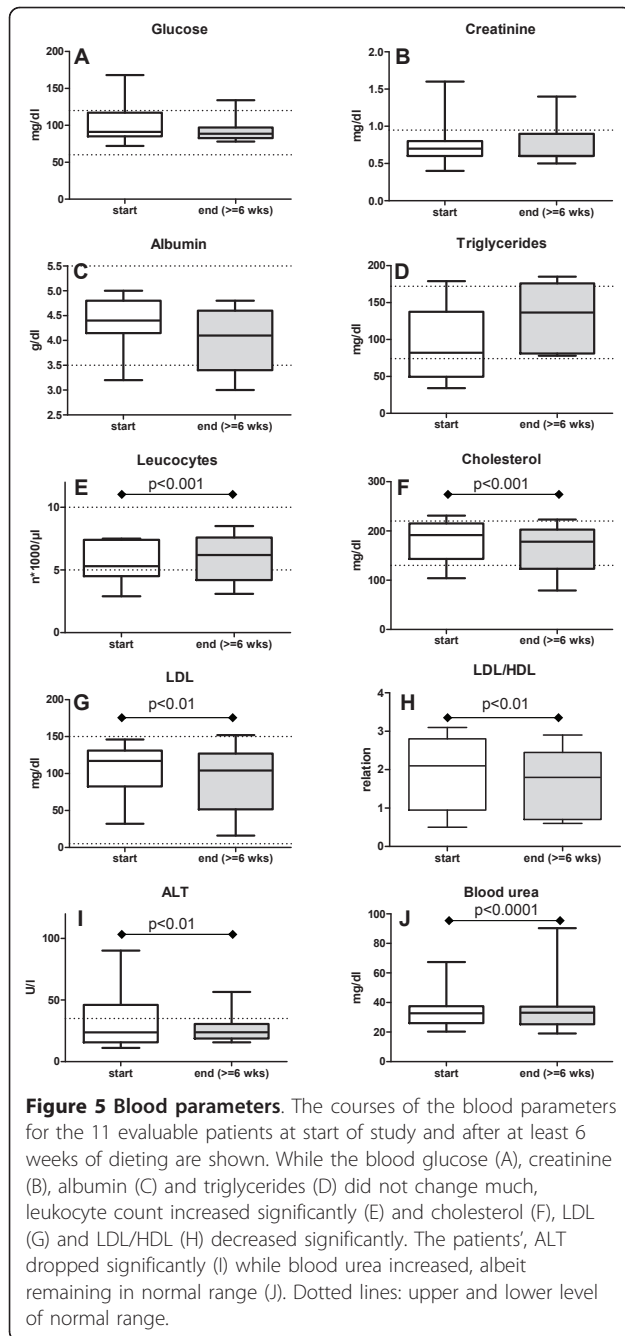 Glucose
A
mg/dl
200
150
100
50
0
start
end (>=6 wks)
Creatinine
B
mg/dl
2.0
1.5
1.0
0.5
0.0
start
end (>=6 wks)
Albumin
C
g/dl
5.5
5.0
4.5
4.0
3.5
3.0
2.5
start
end (>=6 wks)
Triglycerides
D
mg/dl
200
150
100
50
0
start
end (>=6 wks)
Leucocytes
E
p<0.001
n*1000/µl
10
5
0
start
end (>=6 wks)
Cholesterol
F
p<0.001
mg/dl
300
200
100
0
start
end (>=6 wks)
LDL
G
p<0.01
mg/dl
200
150
100
50
0
start
end (>=6 wks)
LDL/HDL
H
p<0.01
relation
4
3
2
1
0
start
end (>=6 wks)
ALT
I
p<0.01
U/l
100
50
0
start
end (>=6 wks)
Blood urea
J
p<0.0001
mg/dl
100
80
60
40
20
0
start
end (>=6 wks)
Figure 5 Blood parameters. The courses of the blood parameters
for the 11 evaluable patients at start of study and after at least 6
weeks of dieting are shown. While the blood glucose (A), creatinine
(B), albumin (C) and triglycerides (D) did not change much,
leukocyte count increased significantly (E) and cholesterol (F), LDL
(G) and LDL/HDL (H) decreased significantly. The patients', ALT
dropped significantly (I) while blood urea increased, albeit
remaining in normal range (J). Dotted lines: upper and lower level
of normal range.